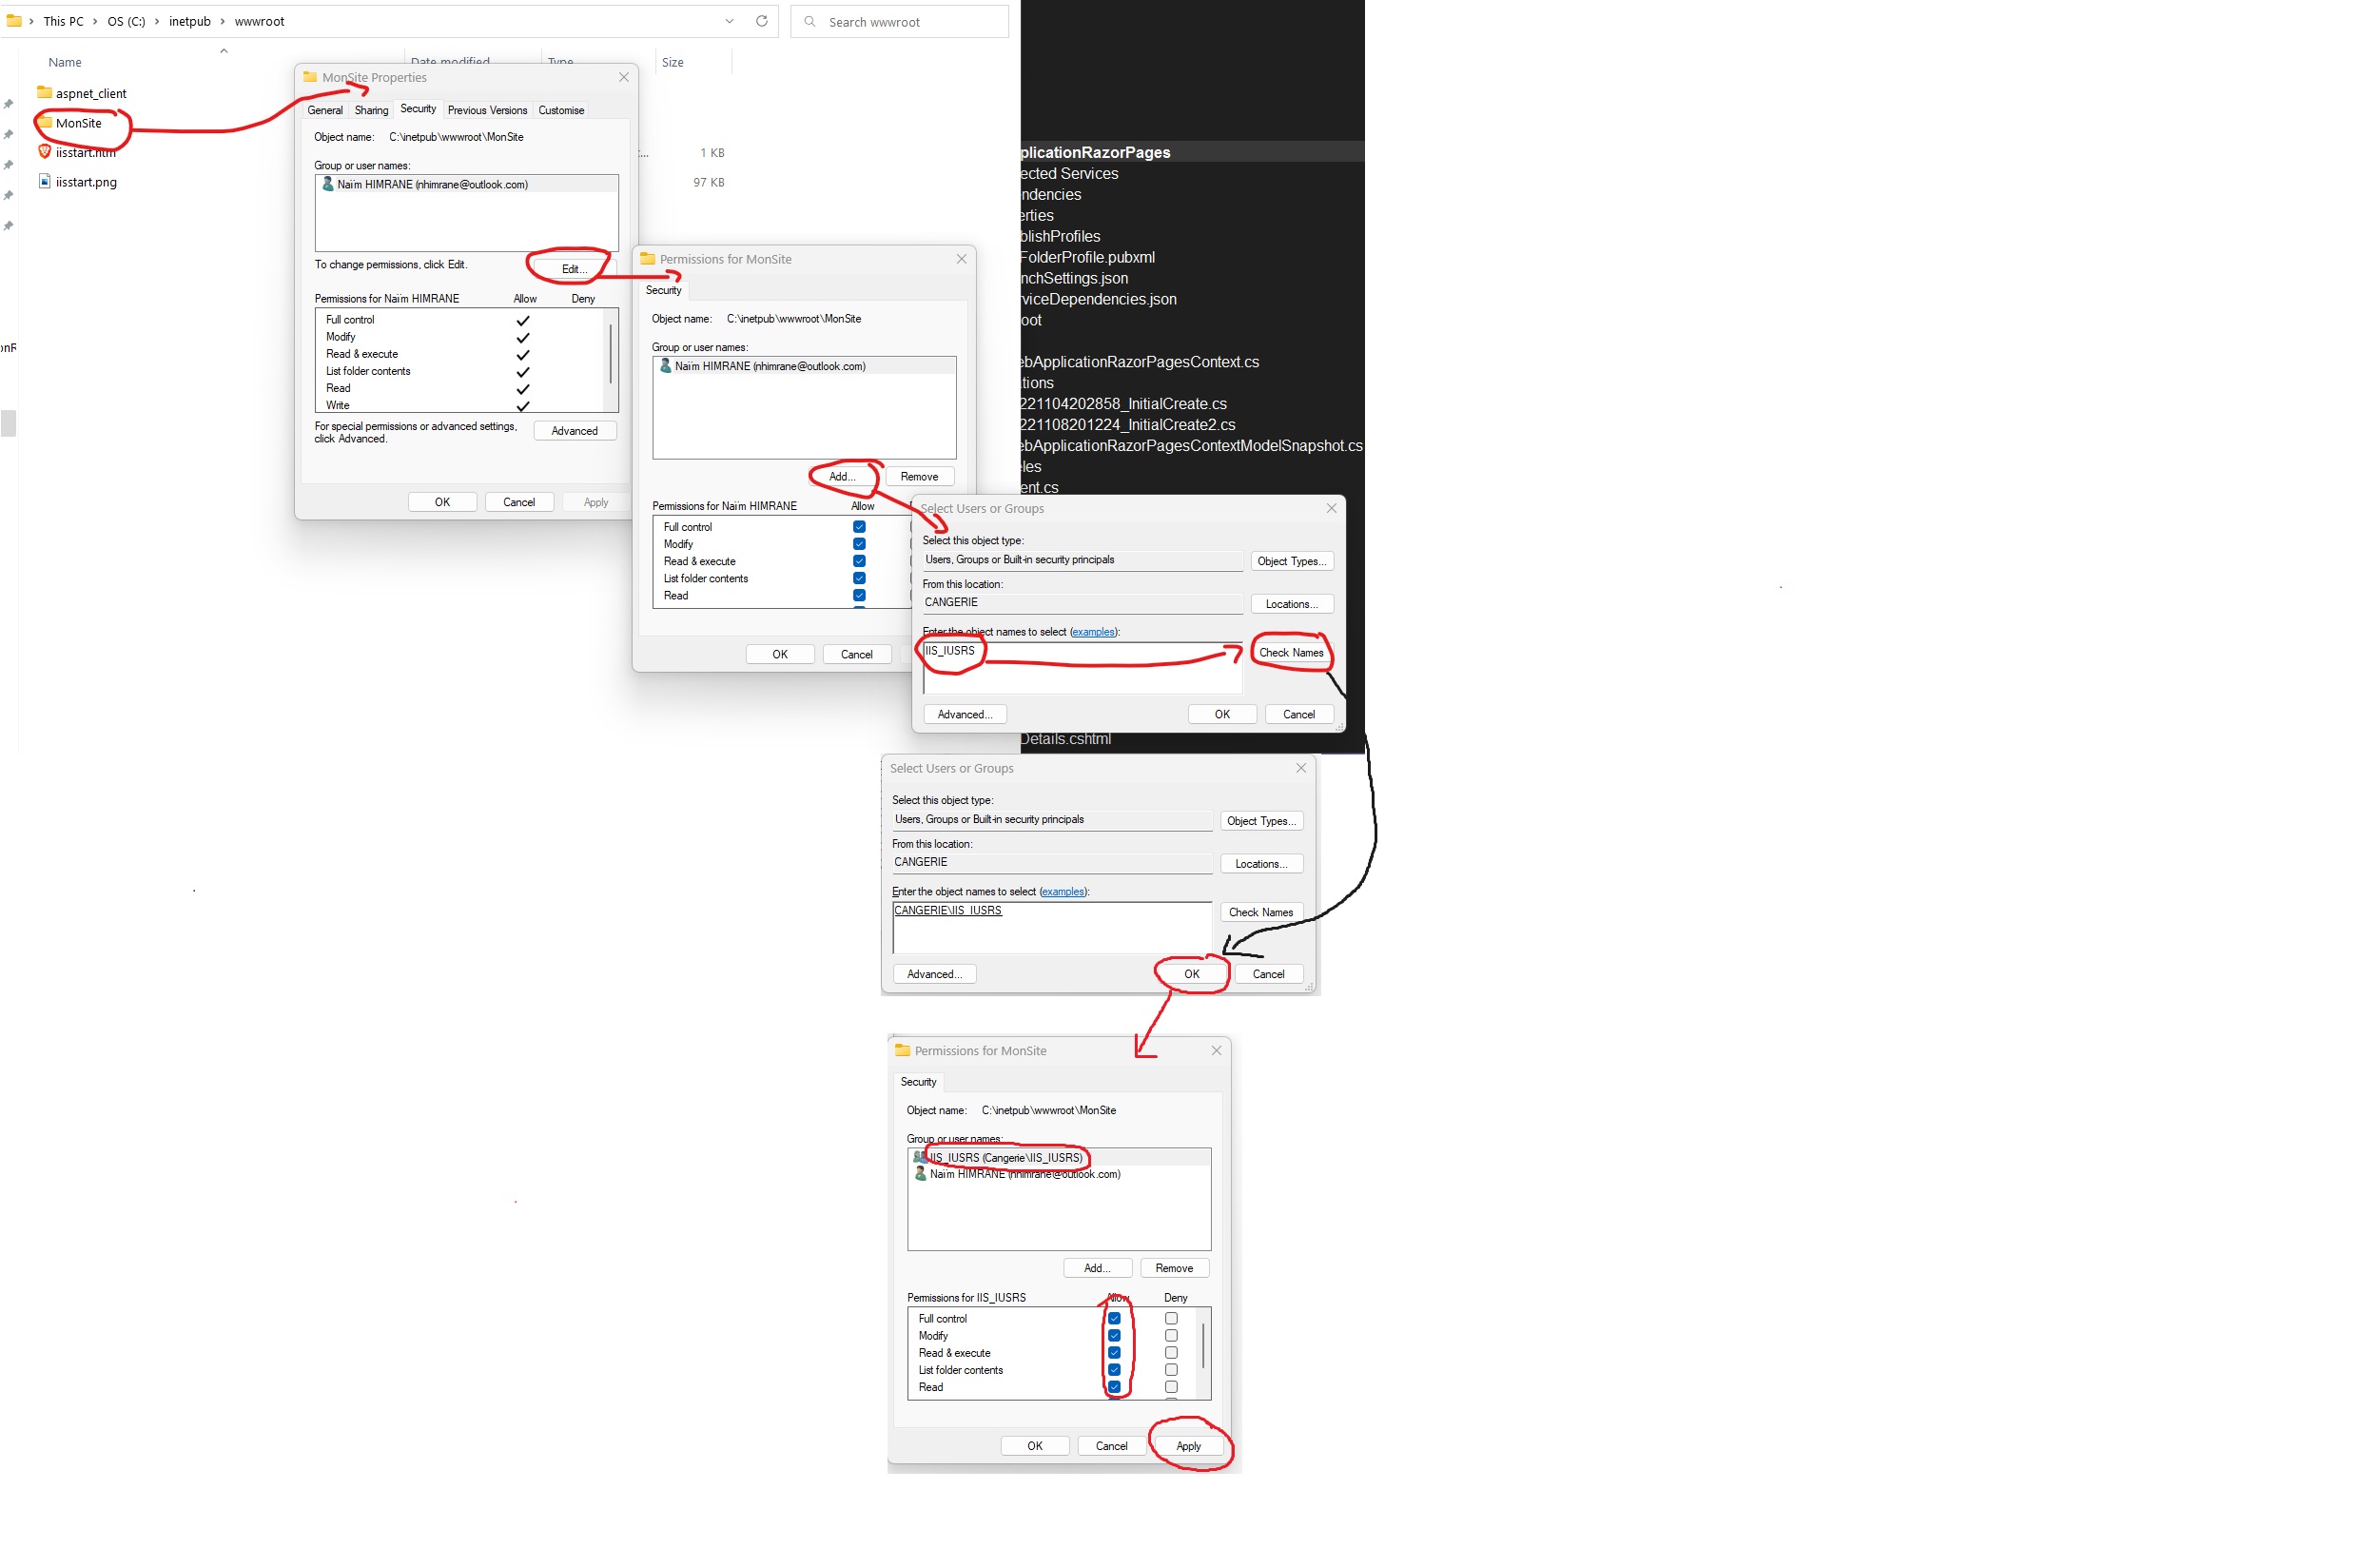 This PC > OS (C:) > inetpub > wwwroot
Search wwwroot
Name
Date modified
Type
Size
aspnet_client
MonSite
iisstart.htm
1 KB
iisstart.png
97 KB
MonSite Properties
General Sharing Security Previous Versions Customise
Object name: C:\inetpub\wwwroot\MonSite
Group or user names:
Naïm HIMRANE (nhimrane@outlook.com)
To change permissions, click Edit.
Edit...
Permissions for Naïm HIMRANE Allow Deny
Full control
Modify
Read & execute
List folder contents
Read
Write
For special permissions or advanced settings,
click Advanced.
Advanced
OK Cancel Apply
Permissions for MonSite
Security
Object name: C:\inetpub\wwwroot\MonSite
Group or user names:
Naïm HIMRANE (nhimrane@outlook.com)
Add... Remove
Permissions for Naïm HIMRANE Allow
Full control
Modify
Read & execute
List folder contents
Read
OK Cancel
plicationRazorPages
ected Services
ndencies
erties
blishProfiles
FolderProfile.pubxml
nchSettings.json
rviceDependencies.json
oot
ebApplicationRazorPagesContext.cs
ations
221104202858_InitialCreate.cs
221108201224_InitialCreate2.cs
ebApplicationRazorPagesContextModelSnapshot.cs
eles
ent.cs
Details.cshtml
Select Users or Groups
Select this object type:
Users, Groups or Built-in security principals
Object Types...
From this location:
CANGERIE
Locations...
Enter the object names to select (examples):
IIS_IUSRS
Check Names
Advanced... OK Cancel
Select Users or Groups
Select this object type:
Users, Groups or Built-in security principals
Object Types...
From this location:
CANGERIE
Locations...
Enter the object names to select (examples):
CANGERIE\IIS_IUSRS
Check Names
Advanced... OK Cancel
Permissions for MonSite
Security
Object name: C:\inetpub\wwwroot\MonSite
Group or user names:
IIS_IUSRS (Cangerie\IIS_IUSRS)
Naïm HIMRANE (nhimrane@outlook.com)
Add... Remove
Permissions for IIS_IUSRS Allow Deny
Full control
Modify
Read & execute
List folder contents
Read
OK Cancel Apply